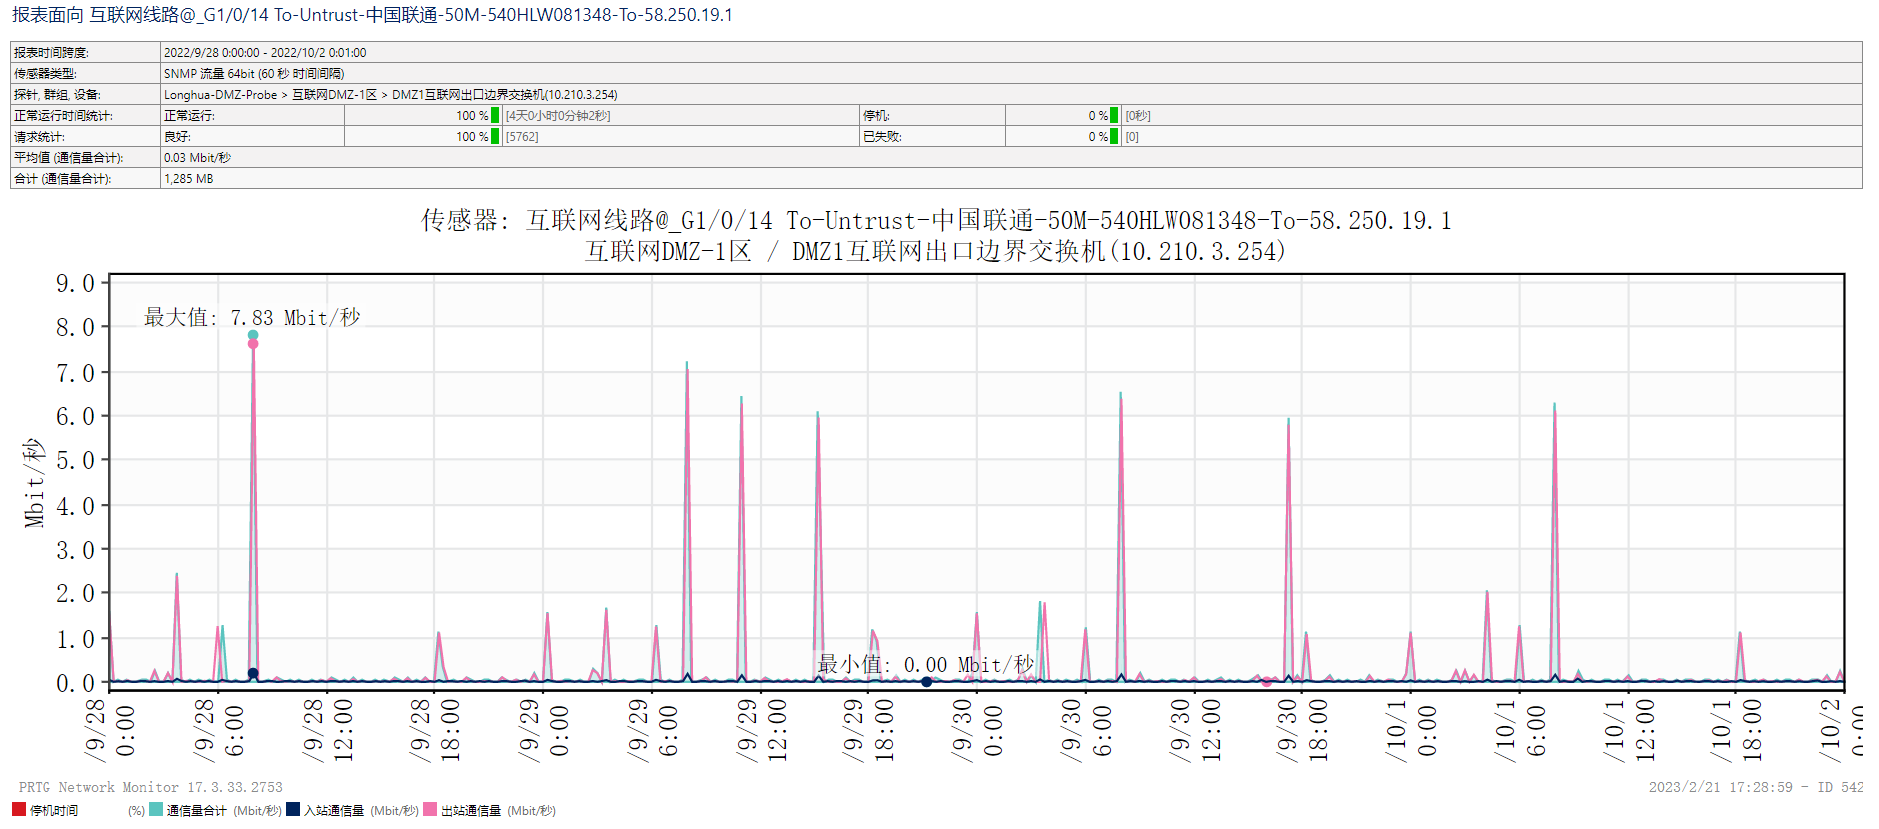 报表面向 互联网线路@_G1/0/14 To-Untrust-中国联通-50M-540HLW081348-To-58.250.19.1
报表时间跨度: 2022/9/28 0:00:00 - 2022/10/2 0:01:00
传感器类型: SNMP 流量 64bit (60 秒 时间间隔)
探针, 群组, 设备: Longhua-DMZ-Probe > 互联网DMZ-1区 > DMZ1互联网出口边界交换机(10.210.3.254)
正常运行时间统计: 正常运行: 100 % [4天0小时0分钟2秒] 停机: 0 % [0秒]
请求统计: 良好: 100 % [5762] 已失败: 0 % [0]
平均值 (通信量合计): 0.03 Mbit/秒
合计 (通信量合计): 1,285 MB
传感器: 互联网线路@_G1/0/14 To-Untrust-中国联通-50M-540HLW081348-To-58.250.19.1
互联网DMZ-1区 / DMZ1互联网出口边界交换机(10.210.3.254)
9.0
最大值: 7.83 Mbit/秒
8.0
7.0
6.0
5.0
Mbit/秒
4.0
3.0
2.0
1.0
最小值: 0.00 Mbit/秒
0.0
/9/28 0:00
/9/28 6:00
/9/28 12:00
/9/28 18:00
/9/29 0:00
/9/29 6:00
/9/29 12:00
/9/29 18:00
/9/30 0:00
/9/30 6:00
/9/30 12:00
/9/30 18:00
/10/1 0:00
/10/1 6:00
/10/1 12:00
/10/1 18:00
/10/2 0:00
PRTG Network Monitor 17.3.33.2753
2023/2/21 17:28:59 - ID 542
停机时间 (%) 通信量合计 (Mbit/秒) 入站通信量 (Mbit/秒) 出站通信量 (Mbit/秒)